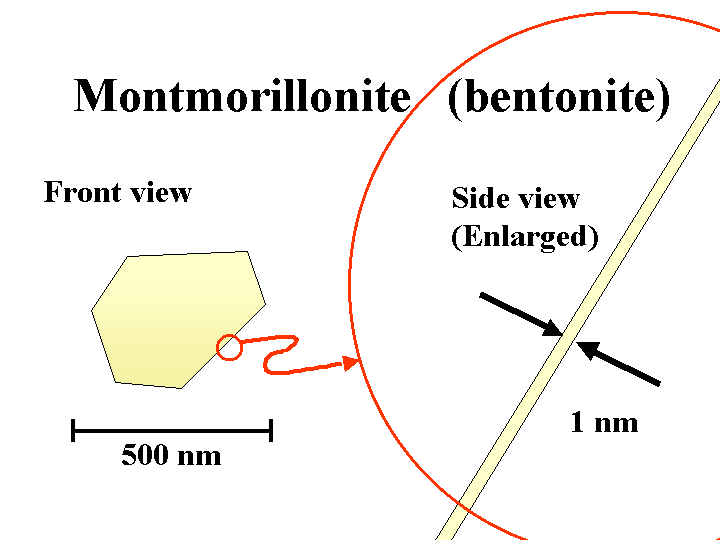 Montmorillonite (bentonite)
Front view
Side view
(Enlarged)
1 nm
500 nm